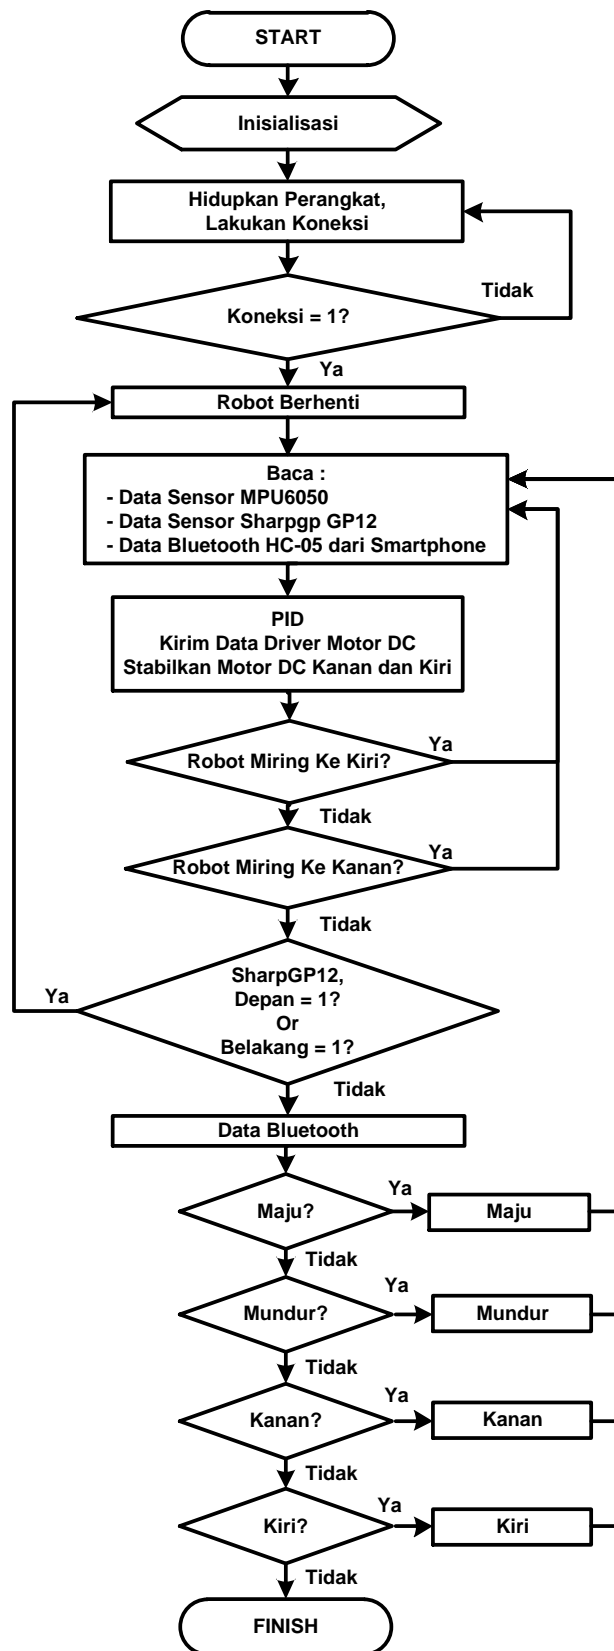 START
Inisialisasi
Hidupkan Perangkat,
Lakukan Koneksi
Tidak
Koneksi = 1?
Ya
Robot Berhenti
Baca :
- Data Sensor MPU6050
- Data Sensor Sharpgp GP12
- Data Bluetooth HC-05 dari Smartphone
PID
Kirim Data Driver Motor DC
Stabilkan Motor DC Kanan dan Kiri
Ya
Robot Miring Ke Kiri?
Tidak
Ya
Robot Miring Ke Kanan?
Tidak
SharpGP12,
Depan = 1?
Or
Belakang = 1?
Ya
Tidak
Data Bluetooth
Ya
Maju?
Maju
Tidak
Ya
Mundur?
Mundur
Tidak
Ya
Kanan?
Kanan
Tidak
Ya
Kiri?
Kiri
Tidak
FINISH